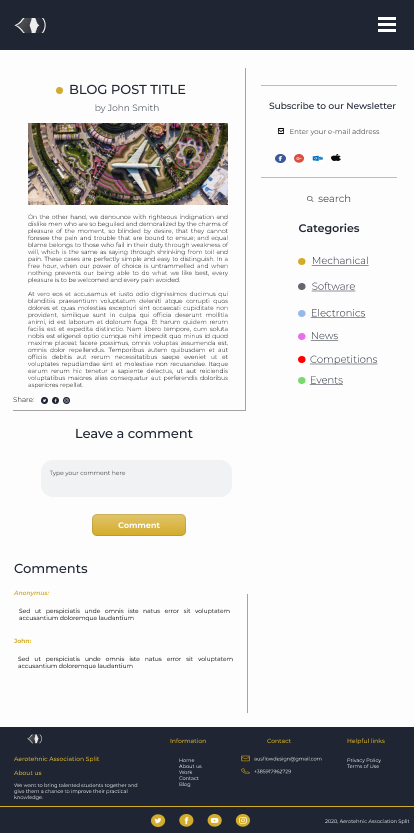 BLOG POST TITLE
by John Smith
On the other hand, we denounce with righteous indignation and
dislike men who are so beguiled and demoralized by the charms of
pleasure of the moment, so blinded by desire, that they cannot
foresee the pain and trouble that are bound to ensue; and equal
blame belongs to those who fail in their duty through weakness of
will, which is the same as saying through shrinking from toil and
pain. These cases are perfectly simple and easy to distinguish. In a
free hour, when our power of choice is untrammelled and when
nothing prevents our being able to do what we like best, every
pleasure is to be welcomed and every pain avoided.
At vero eos et accusamus et iusto odio dignissimos ducimus qui
blanditiis praesentium voluptatum deleniti atque corrupti quos
dolores et quas molestias excepturi sint occaecati cupiditate non
provident, similique sunt in culpa qui officia deserunt mollitia
animi, id est laborum et dolorum fuga. Et harum quidem rerum
facilis est et expedita distinctio. Nam libero tempore, cum soluta
nobis est eligendi optio cumque nihil impedit quo minus id quod
maxime placeat facere possimus, omnis voluptas assumenda est,
omnis dolor repellendus. Temporibus autem quibusdam et aut
officiis debitis aut rerum necessitatibus saepe eveniet ut et
voluptates repudiandae sint et molestiae non recusandae. Itaque
earum rerum hic tenetur a sapiente delectus, ut aut reiciendis
voluptatibus maiores alias consequatur aut perferendis doloribus
asperiores repellat.
Share:
Leave a comment
Type your comment here
Comment
Comments
Anonymus:
Sed ut perspiciatis unde omnis iste natus error sit voluptatem
accusantium doloremque laudantium
John:
Sed ut perspiciatis unde omnis iste natus error sit voluptatem
accusantium doloremque laudantium
Subscribe to our Newsletter
Enter your e-mail address
search
Categories
Mechanical
Software
Electronics
News
Competitions
Events
Aerotehnic Association Split
About us
We want to bring talented students together and
give them a chance to improve their practical
knowledge.
Information
Home
About us
Work
Contact
Blog
Contact
ausflowdesign@gmail.com
+385917962729
Helpful links
Privacy Policy
Terms of Use
2020, Aerotehnic Association Split